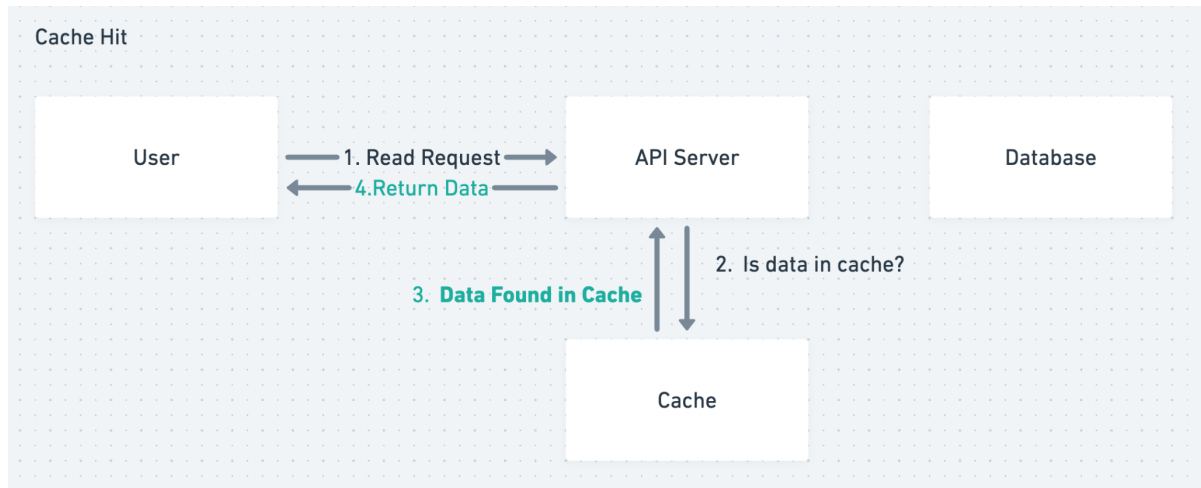 Cache Hit
User
1. Read Request
API Server
Database
4.Return Data
2. Is data in cache?
3. Data Found in Cache
Cache